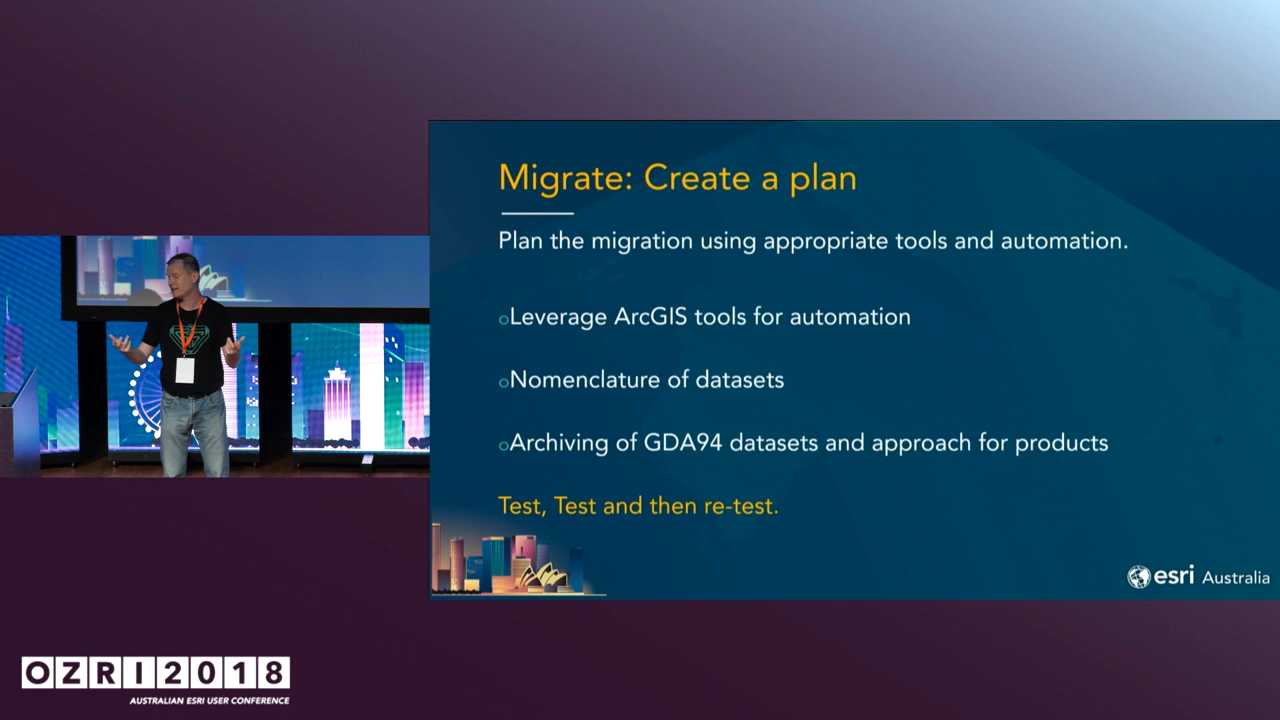 Migrate: Create a plan
Plan the migration using appropriate tools and automation.
Leverage ArcGIS tools for automation
Nomenclature of datasets
Archiving of GDA94 datasets and approach for products
Test, Test and then re-test.
esri Australia
OZRI2018
AUSTRALIAN ESRI USER CONFERENCE